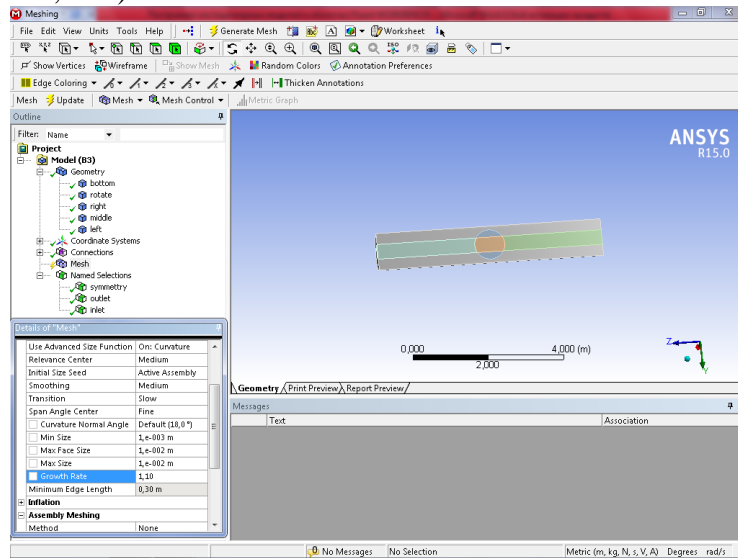 Meshing
File Edit View Units Tools Help Generate Mesh Worksheet
Show Vertices Wireframe Show Mesh Random Colors Annotation Preferences
Edge Coloring Thicken Annotations
Mesh Update Mesh Mesh Control Metric Graph
Outline
Filter: Name
Project
Model (B3)
Geometry
bottom
rotate
right
middle
left
Coordinate Systems
Connections
Mesh
Named Selections
symmettry
outlet
inlet
ANSYS
R15.0
0,000 4,000 (m)
2,000
Z
Y
Geometry Print Preview Report Preview
Details of "Mesh"
Use Advanced Size Function On: Curvature
Relevance Center Medium
Initial Size Seed Active Assembly
Smoothing Medium
Transition Slow
Span Angle Center Fine
Curvature Normal Angle Default (18,0 °)
Min Size 1,e-003 m
Max Face Size 1,e-002 m
Max Size 1,e-002 m
Growth Rate 1,10
Minimum Edge Length 0,30 m
Inflation
Assembly Meshing
Method None
Messages
Text Association
No Messages No Selection Metric (m, kg, N, s, V, A) Degrees rad/s